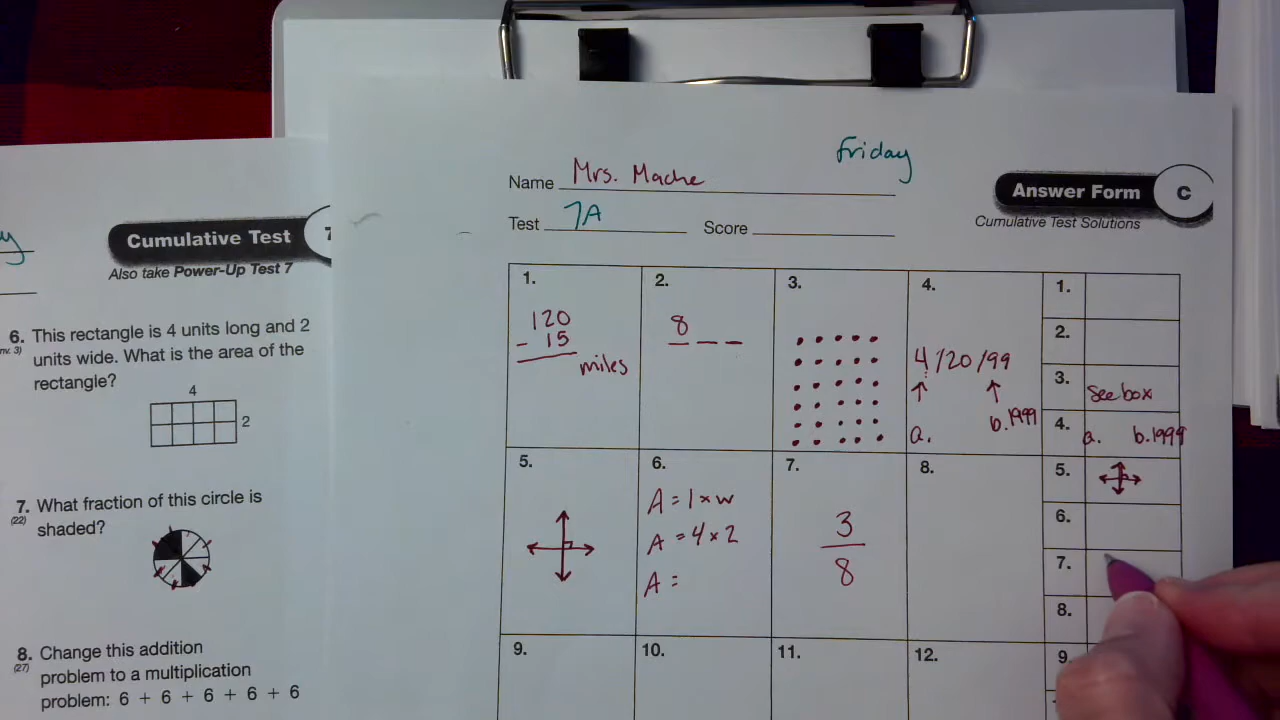 y
Cumulative Test
7
Also take Power-Up Test 7
6. This rectangle is 4 units long and 2
(Inv. 3) units wide. What is the area of the
rectangle?
4
2
7. What fraction of this circle is
(22) shaded?
8. Change this addition
(27) problem to a multiplication
problem: 6 + 6 + 6 + 6 + 6
Friday
Name Mrs. Mache
Answer Form C
Test 7A Score
Cumulative Test Solutions
1. 2. 3. 4. 1.
120
- 15
miles
8 _ _
4/20/99
a. b. 1999
2.
3. see box
4. a. b. 1999
5. 6. 7. 8. 5.
A = l × w
A = 4 × 2
A =
3
8
6.
7.
8.
9. 10. 11. 12. 9